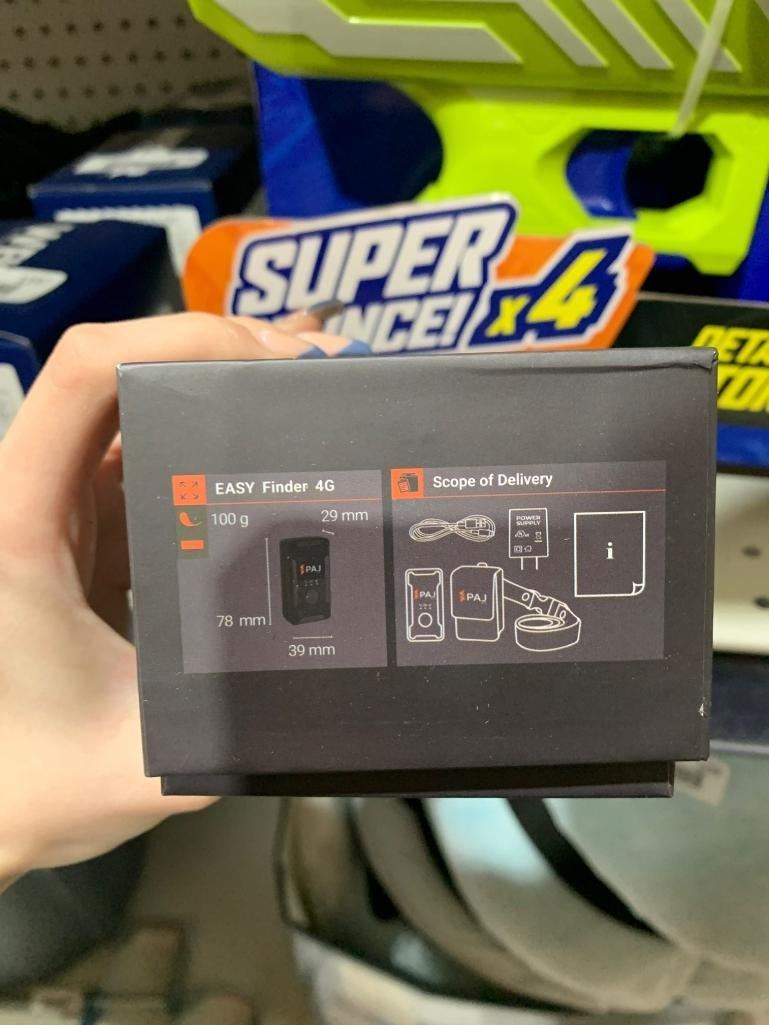 SUPER
x4
EASY Finder 4G
Scope of Delivery
100 g
29 mm
PAJ
78 mm
39 mm
POWER
SUPPLY
i
PAJ
PAJ